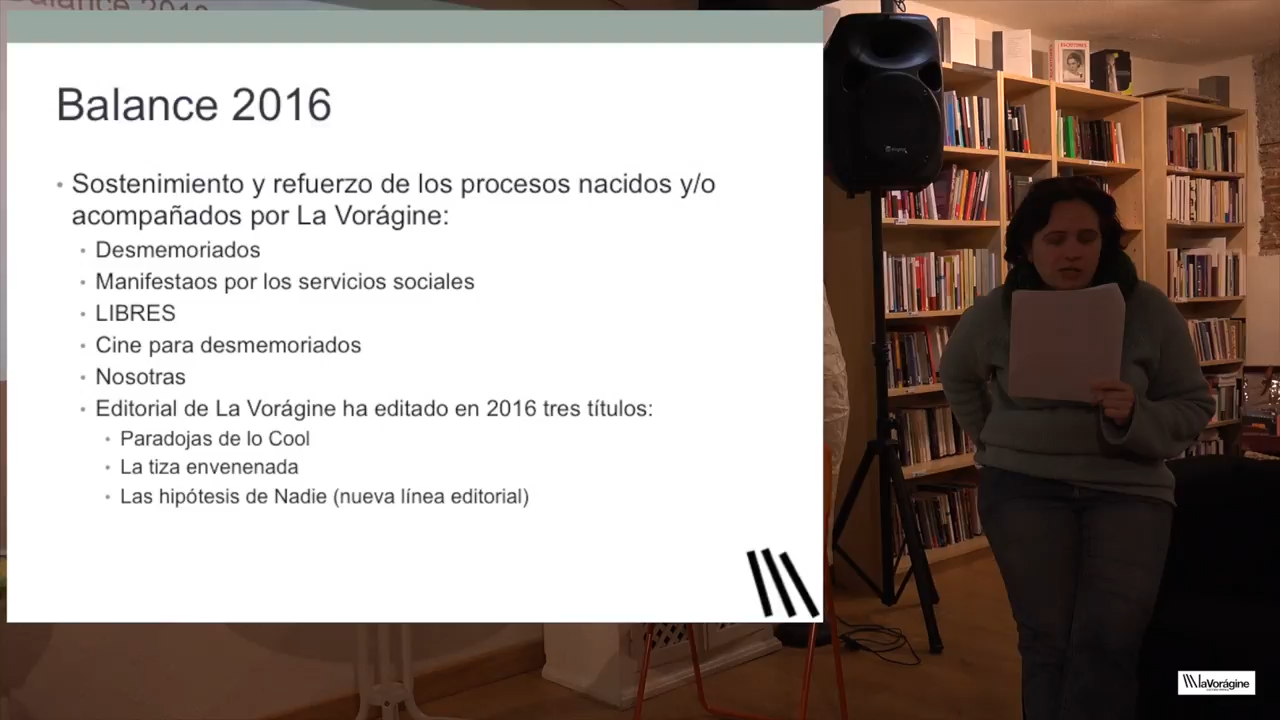 Balance 2016
• Sostenimiento y refuerzo de los procesos nacidos y/o
acompañados por La Vorágine:
• Desmemoriados
• Manifestaos por los servicios sociales
• LIBRES
• Cine para desmemoriados
• Nosotras
• Editorial de La Vorágine ha editado en 2016 tres títulos:
• Paradojas de lo Cool
• La tiza envenenada
• Las hipótesis de Nadie (nueva línea editorial)
laVorágine